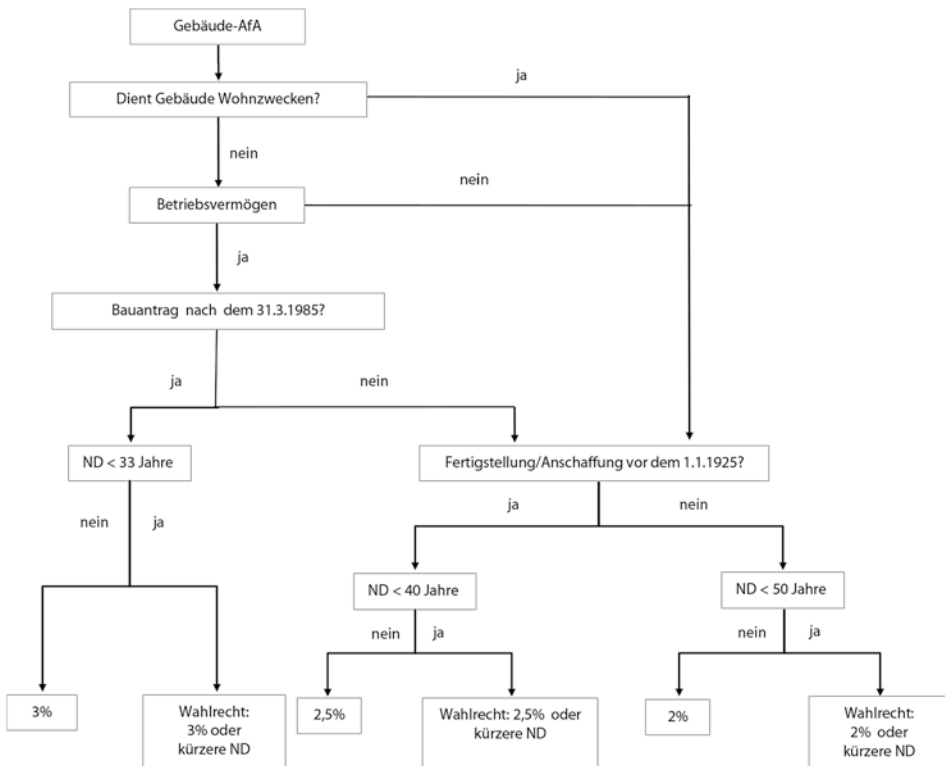 Gebäude-AfA
ja
Dient Gebäude Wohnzwecken?
nein
nein
Betriebsvermögen
ja
Bauantrag nach dem 31.3.1985?
ja
nein
ND < 33 Jahre
Fertigstellung/Anschaffung vor dem 1.1.1925?
nein
ja
ja
nein
ND < 40 Jahre
ND < 50 Jahre
nein
ja
nein
ja
3%
Wahlrecht:
3% oder
kürzere ND
2,5%
Wahlrecht: 2,5% oder
kürzere ND
2%
Wahlrecht:
2% oder
kürzere ND